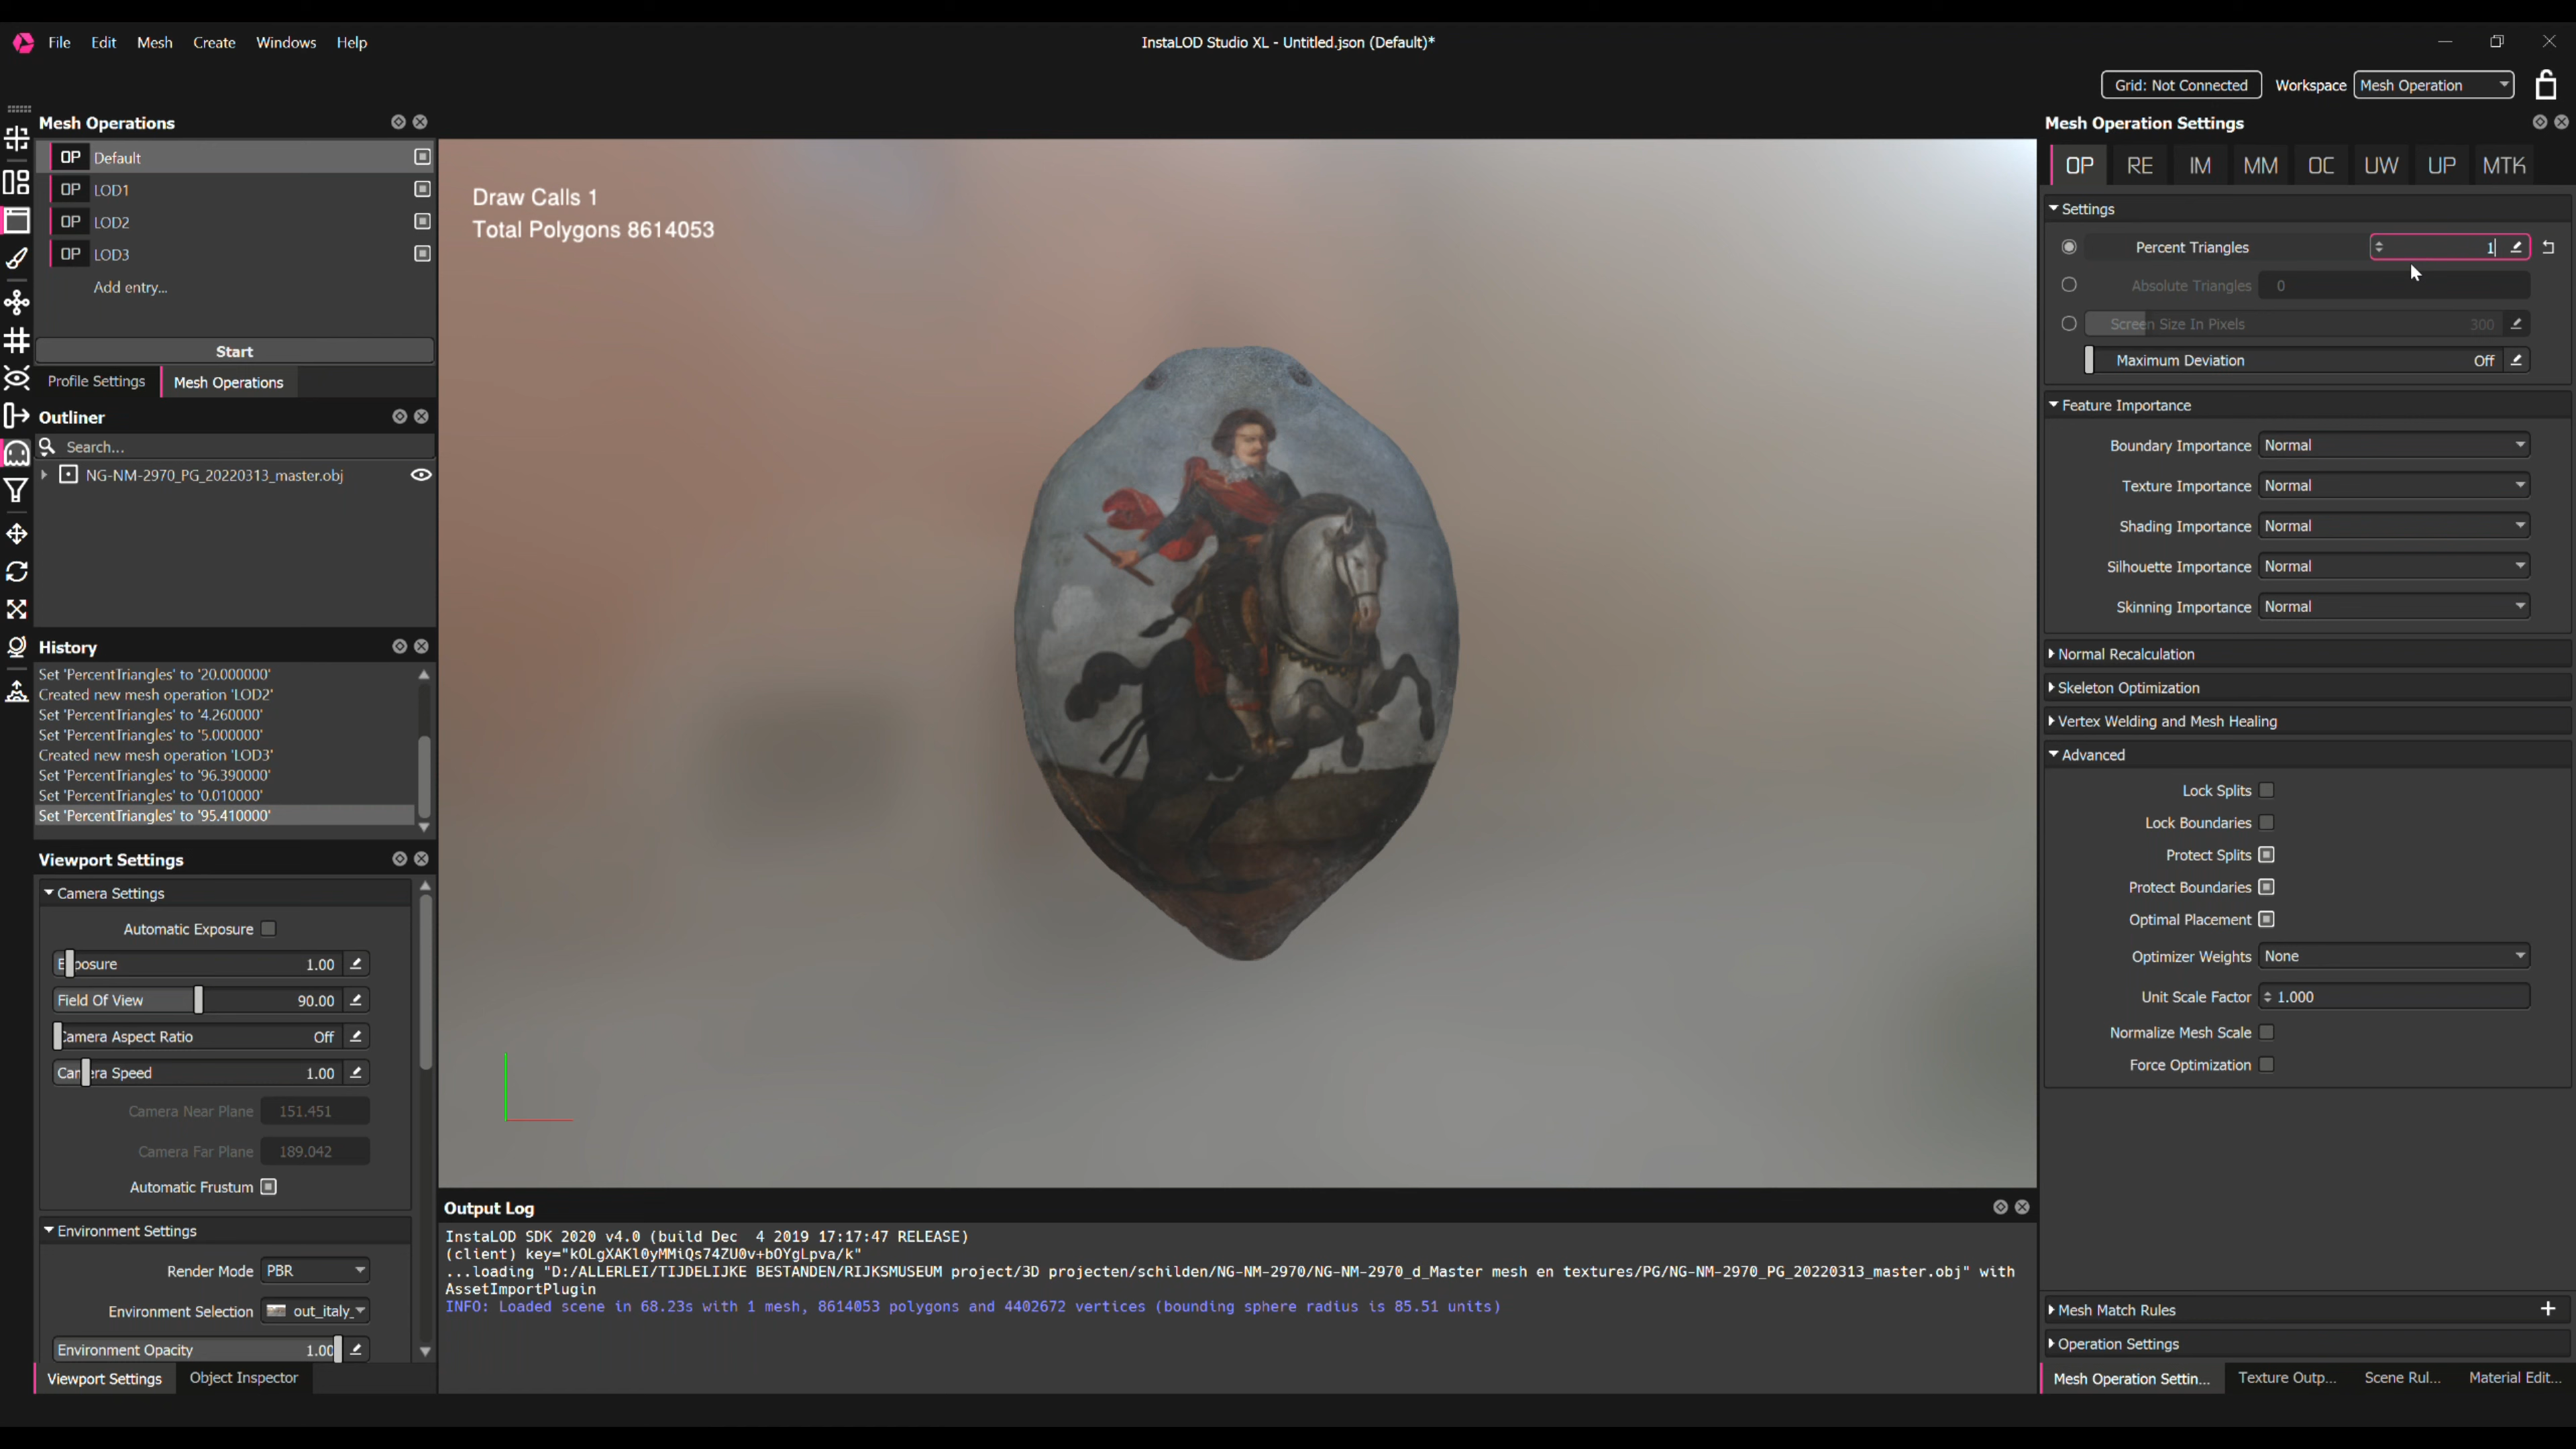 File Edit Mesh Create Windows Help
InstaLOD Studio XL - Untitled.json (Default)*
Grid: Not Connected Workspace Mesh Operation
Mesh Operations
OP Default
OP LOD1
OP LOD2
OP LOD3
Add entry...
Start
Profile Settings Mesh Operations
Outliner
Search...
NG-NM-2970_PG_20220313_master.obj
History
Set 'PercentTriangles' to '20.000000'
Created new mesh operation 'LOD2'
Set 'PercentTriangles' to '4.260000'
Set 'PercentTriangles' to '5.000000'
Created new mesh operation 'LOD3'
Set 'PercentTriangles' to '96.390000'
Set 'PercentTriangles' to '0.010000'
Set 'PercentTriangles' to '95.410000'
Viewport Settings
Camera Settings
Automatic Exposure
Exposure 1.00
Field Of View 90.00
Camera Aspect Ratio Off
Camera Speed 1.00
Camera Near Plane 151.451
Camera Far Plane 189.042
Automatic Frustum
Environment Settings
Render Mode PBR
Environment Selection out_italy_
Environment Opacity 1.00
Viewport Settings Object Inspector
Draw Calls 1
Total Polygons 8614053
Output Log
InstaLOD SDK 2020 v4.0 (build Dec 4 2019 17:17:47 RELEASE)
(client) key="kOLgXAKl0yMMiQs74ZU0v+bOYgLpva/k"
...loading "D:/ALLERLEI/TIJDELIJKE BESTANDEN/RIJKSMUSEUM project/3D projecten/schilden/NG-NM-2970/NG-NM-2970_d_Master mesh en textures/PG/NG-NM-2970_PG_20220313_master.obj" with
AssetImportPlugin
INFO: Loaded scene in 68.23s with 1 mesh, 8614053 polygons and 4402672 vertices (bounding sphere radius is 85.51 units)
Mesh Operation Settings
OP RE IM MM OC UW UP MTK
Settings
Percent Triangles 1
Absolute Triangles 0
Screen Size In Pixels 300
Maximum Deviation Off
Feature Importance
Boundary Importance Normal
Texture Importance Normal
Shading Importance Normal
Silhouette Importance Normal
Skinning Importance Normal
Normal Recalculation
Skeleton Optimization
Vertex Welding and Mesh Healing
Advanced
Lock Splits
Lock Boundaries
Protect Splits
Protect Boundaries
Optimal Placement
Optimizer Weights None
Unit Scale Factor 1.000
Normalize Mesh Scale
Force Optimization
Mesh Match Rules +
Operation Settings
Mesh Operation Settin... Texture Outp... Scene Rul... Material Edit...